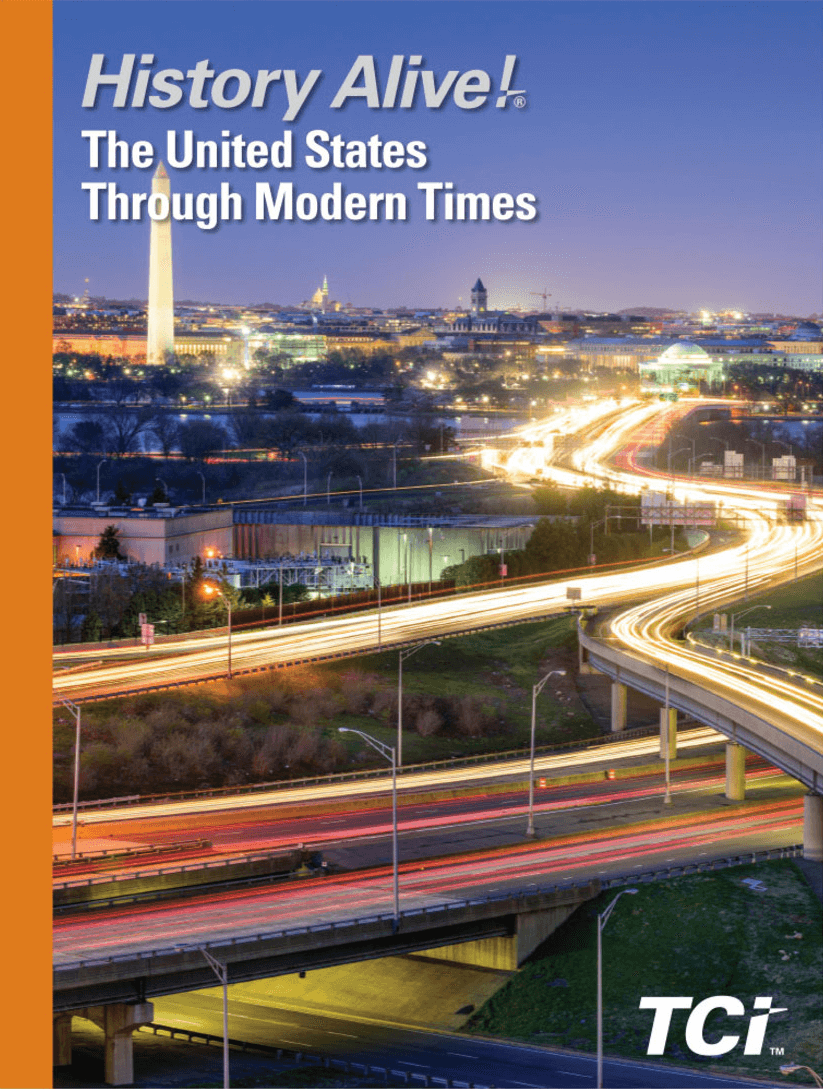 History Alive!®
The United States
Through Modern Times
TCi™